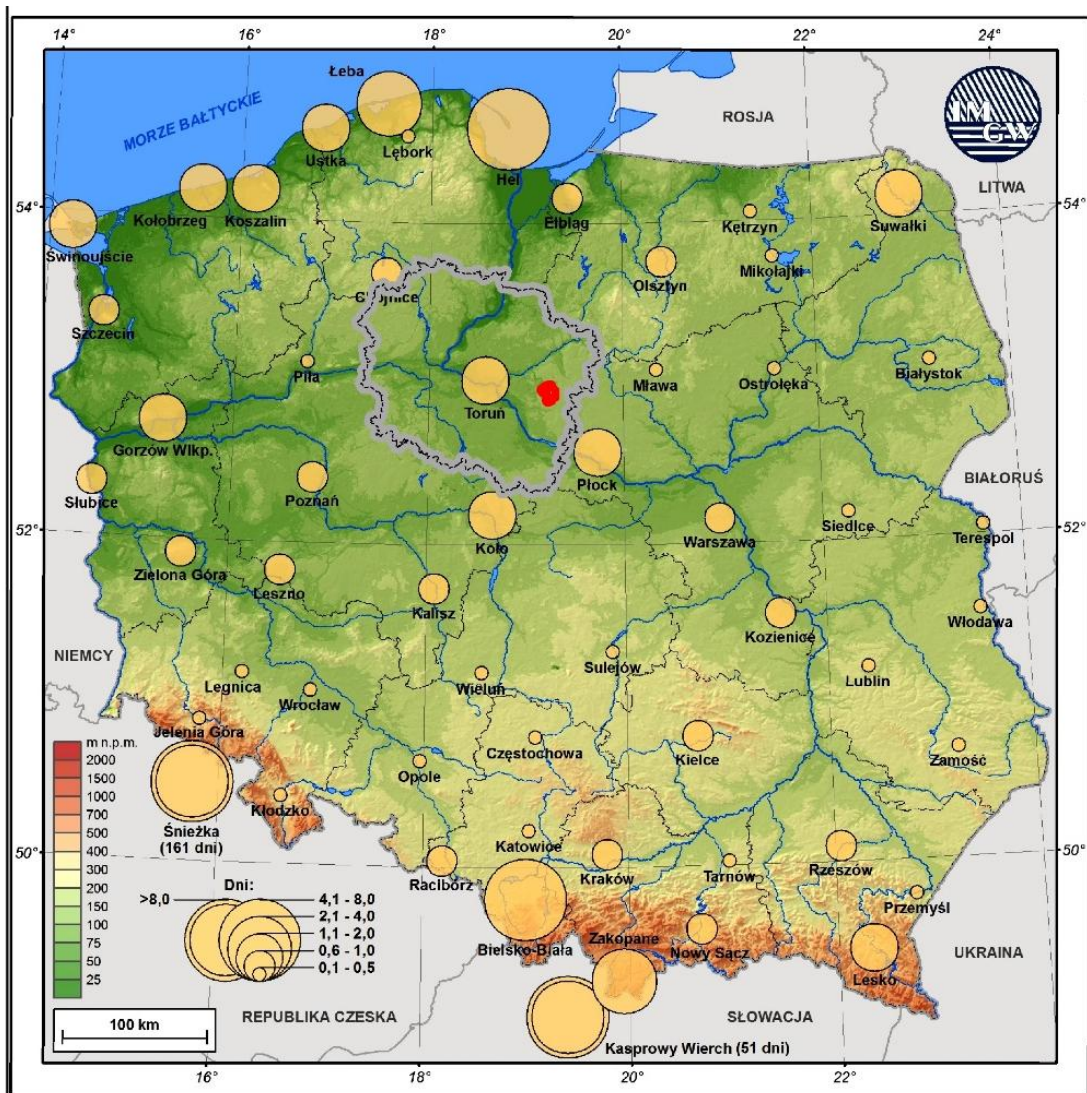 14° 16° 18° 20° 22° 24°
MORZE BAŁTYCKIE
Łeba
ROSJA
IM
GW
Ustka
Lębork
Hel
LITWA
54°
54°
Kołobrzeg
Koszalin
Elbląg
Kętrzyn
Suwałki
Świnoujście
Olsztyn
Mikołajki
Chojnice
Szczecin
Piła
Mława
Ostrołęka
Białystok
Toruń
Gorzów Wlkp.
BIAŁORUŚ
Słubice
Poznań
Płock
52°
Koło
Warszawa
Siedlce
Terespol
52°
Zielona Góra
Leszno
Kalisz
Kozienice
Włodawa
NIEMCY
Legnica
Wrocław
Wieluń
Sulejów
Lublin
Jelenia Góra
Częstochowa
Kielce
Zamość
Opole
Kłodzko
m n.p.m.
2000
1500
1000
700
500
400
300
200
150
100
75
50
25
Śnieżka
(161 dni)
50°
50°
Katowice
Racibórz
Kraków
Tarnów
Rzeszów
Przemyśl
Dni:
>8,0
4,1 - 8,0
2,1 - 4,0
1,1 - 2,0
0,6 - 1,0
0,1 - 0,5
Bielsko-Biała
Zakopane
Nowy Sącz
Lesko
UKRAINA
100 km
REPUBLIKA CZESKA
SŁOWACJA
Kasprowy Wierch (51 dni)
16° 18° 20° 22°